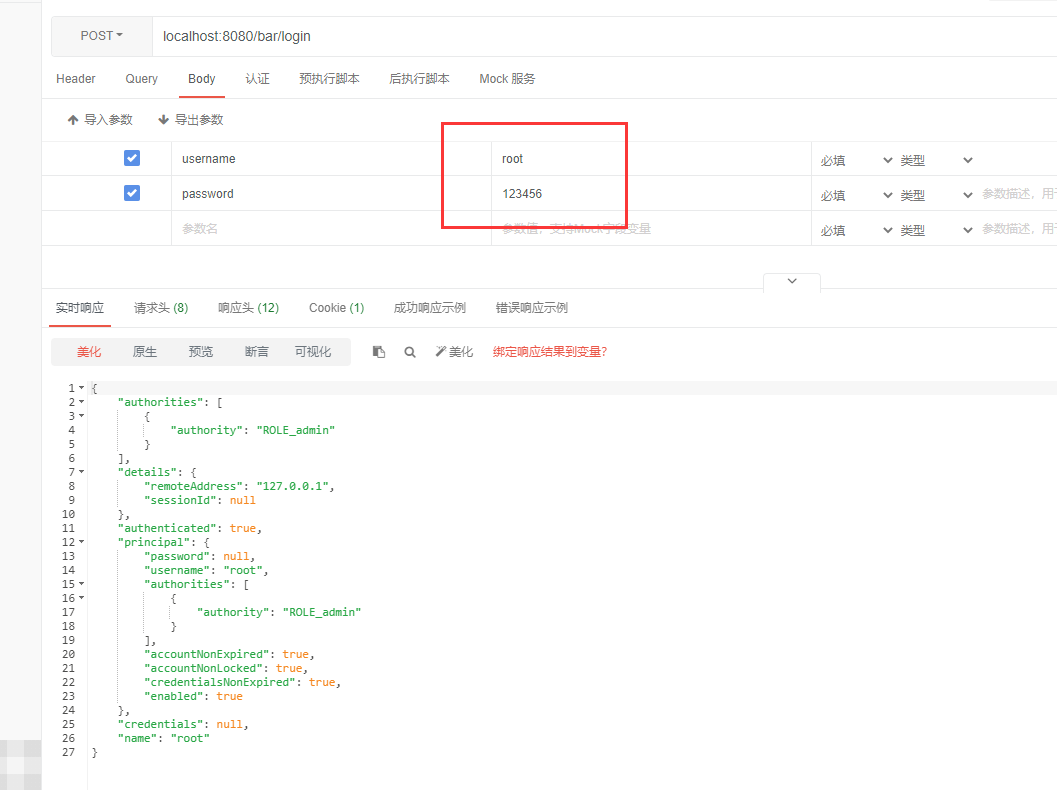 POST localhost:8080/bar/login
Header Query Body 认证 预执行脚本 后执行脚本 Mock 服务
导入参数 导出参数
username root 必填 类型
password 123456 必填 类型 参数描述，用于
参数名 参数值，支持Mock字段变量 必填 类型 参数描述，用于
实时响应 请求头 (8) 响应头 (12) Cookie (1) 成功响应示例 错误响应示例
美化 原生 预览 断言 可视化 美化 绑定响应结果到变量?
1 {
2 "authorities": [
3 {
4 "authority": "ROLE_admin"
5 }
6 ],
7 "details": {
8 "remoteAddress": "127.0.0.1",
9 "sessionId": null
10 },
11 "authenticated": true,
12 "principal": {
13 "password": null,
14 "username": "root",
15 "authorities": [
16 {
17 "authority": "ROLE_admin"
18 }
19 ],
20 "accountNonExpired": true,
21 "accountNonLocked": true,
22 "credentialsNonExpired": true,
23 "enabled": true
24 },
25 "credentials": null,
26 "name": "root"
27 }